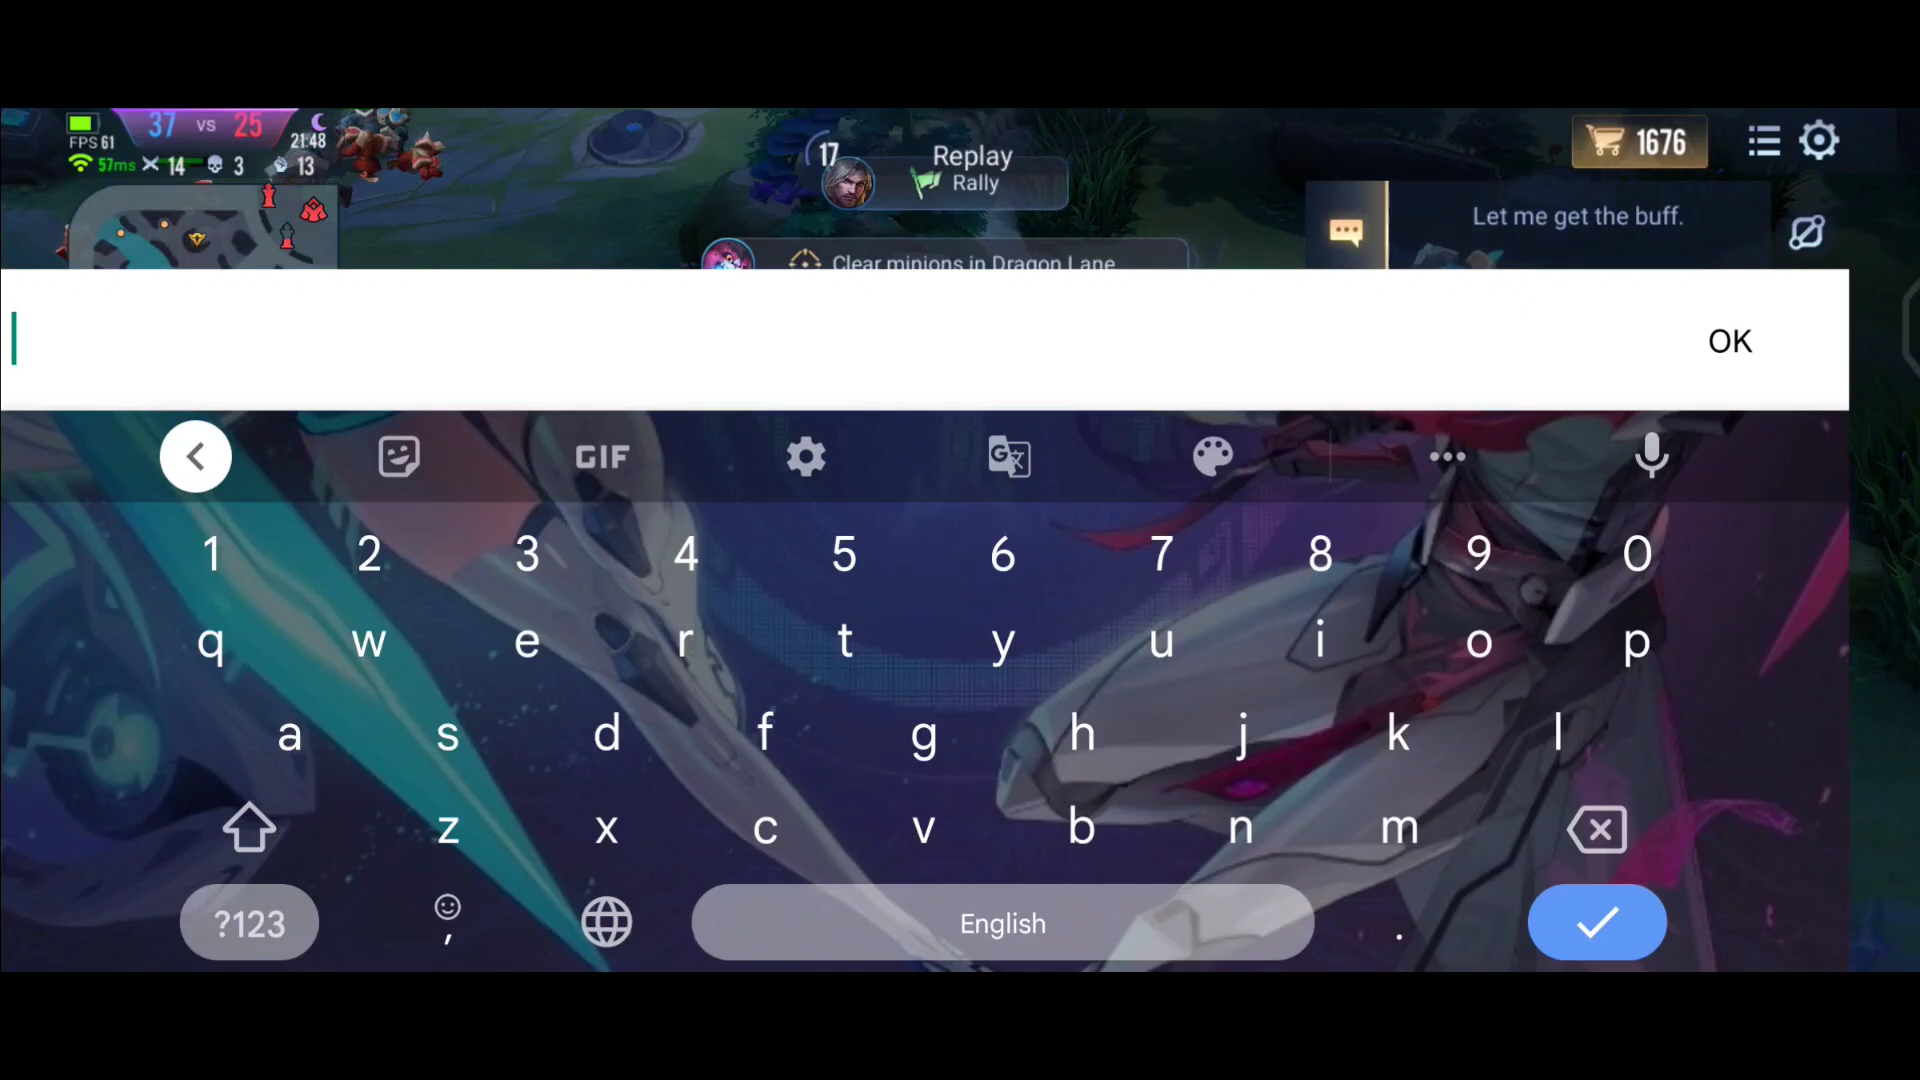 37 vs 25
FPS 61
21:48
57ms 14 3 13
17
Replay
Rally
1676
Let me get the buff.
Clear minions in Dragon Lane
OK
GIF
G
1 2 3 4 5 6 7 8 9 0
q w e r t y u i o p
a s d f g h j k l
z x c v b n m
?123 , English .